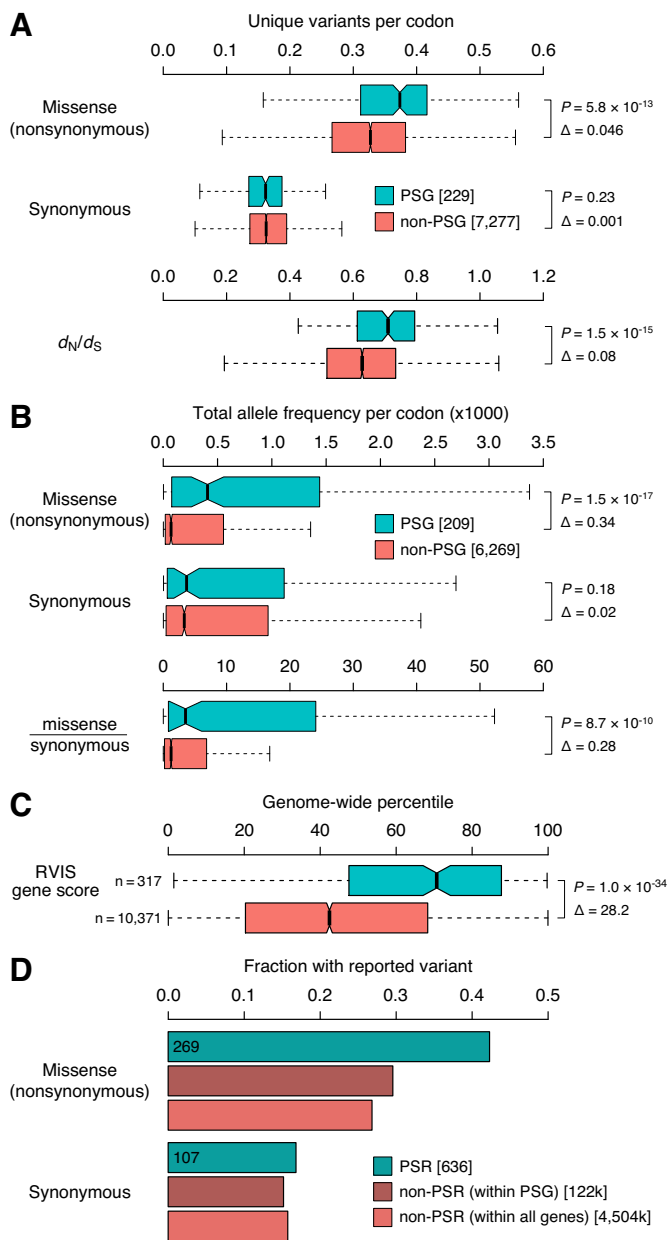 A
Unique variants per codon
0.0 0.1 0.2 0.3 0.4 0.5 0.6
Missense
(nonsynonymous)
P = 5.8 × 10⁻¹³
Δ = 0.046
Synonymous
PSG [229]
non-PSG [7,277]
P = 0.23
Δ = 0.001
0.0 0.2 0.4 0.6 0.8 1.0 1.2
dN/dS
P = 1.5 × 10⁻¹⁵
Δ = 0.08
B
Total allele frequency per codon (x1000)
0.0 0.5 1.0 1.5 2.0 2.5 3.0 3.5
Missense
(nonsynonymous)
PSG [209]
non-PSG [6,269]
P = 1.5 × 10⁻¹⁷
Δ = 0.34
Synonymous
P = 0.18
Δ = 0.02
0 10 20 30 40 50 60
missense
synonymous
P = 8.7 × 10⁻¹⁰
Δ = 0.28
C
Genome-wide percentile
0 20 40 60 80 100
RVIS
gene score
n = 317
n = 10,371
P = 1.0 × 10⁻³⁴
Δ = 28.2
D
Fraction with reported variant
0.0 0.1 0.2 0.3 0.4 0.5
Missense
(nonsynonymous)
269
Synonymous
107
PSR [636]
non-PSR (within PSG) [122k]
non-PSR (within all genes) [4,504k]